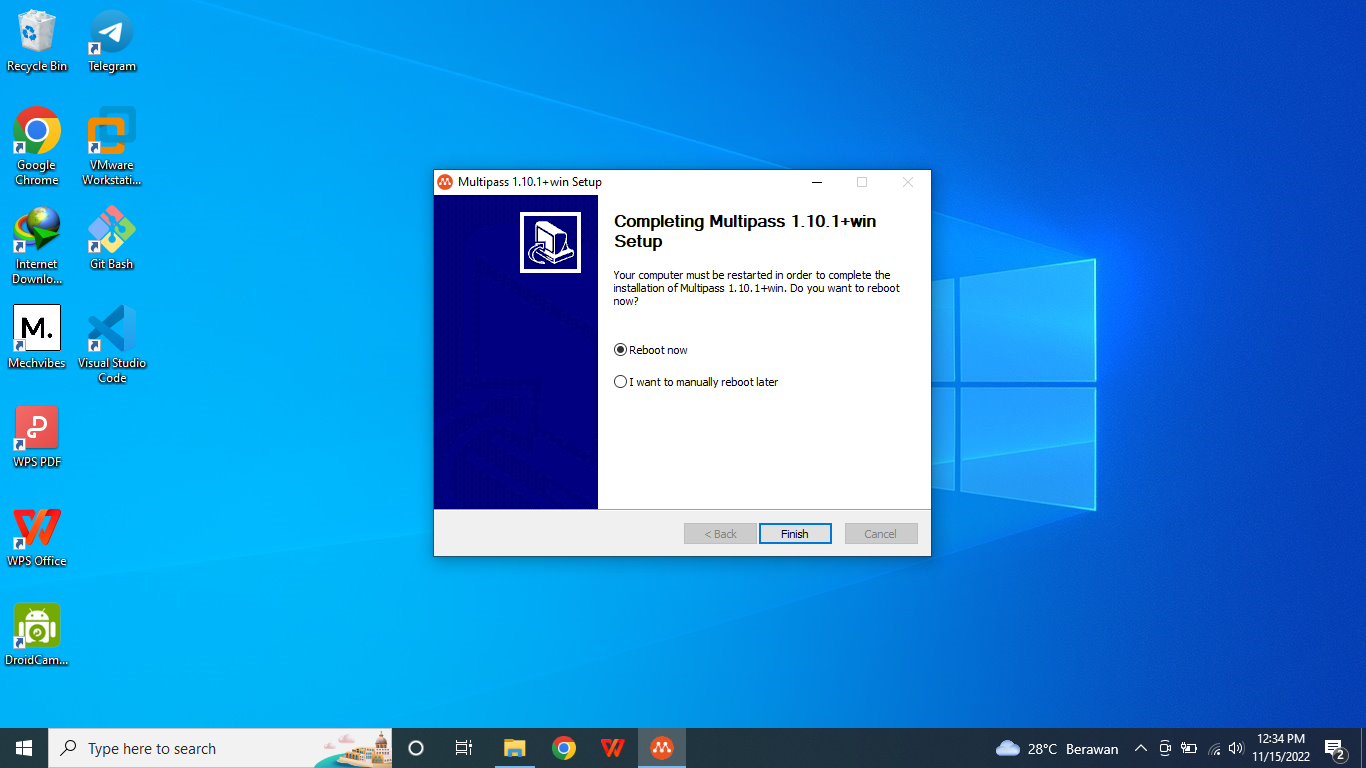 Recycle Bin
Telegram
Google
Chrome
VMware
Workstati...
Internet
Downlo...
Git Bash
M.
Mechvibes
Visual Studio
Code
WPS PDF
WPS Office
DroidCam...
Multipass 1.10.1+win Setup
Completing Multipass 1.10.1+win
Setup
Your computer must be restarted in order to complete the
installation of Multipass 1.10.1+win. Do you want to reboot
now?
Reboot now
I want to manually reboot later
< Back
Finish
Cancel
Type here to search
28°C Berawan
12:34 PM
11/15/2022
2